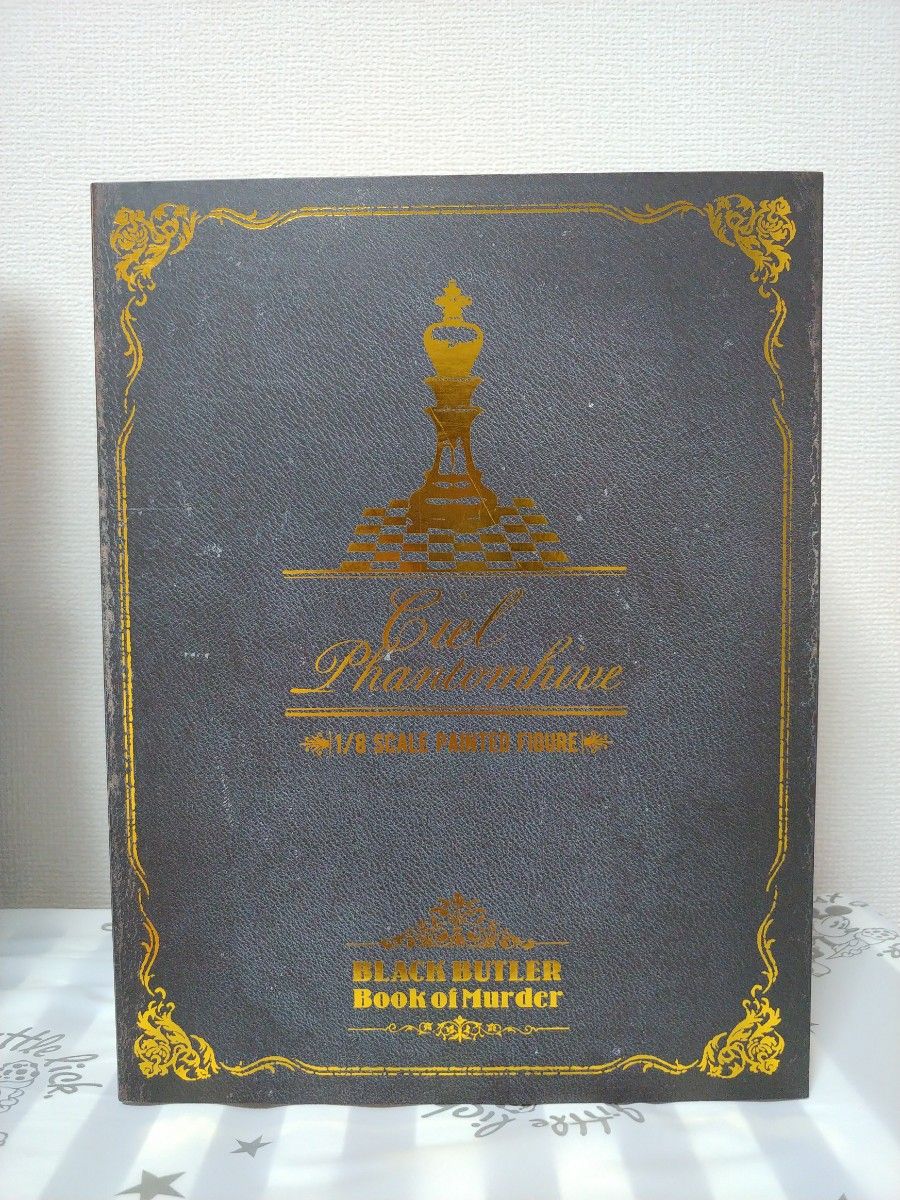 Ciel
Phantomhive
1/8 SCALE PAINTED FIGURE
BLACK BUTLER
Book of Murder